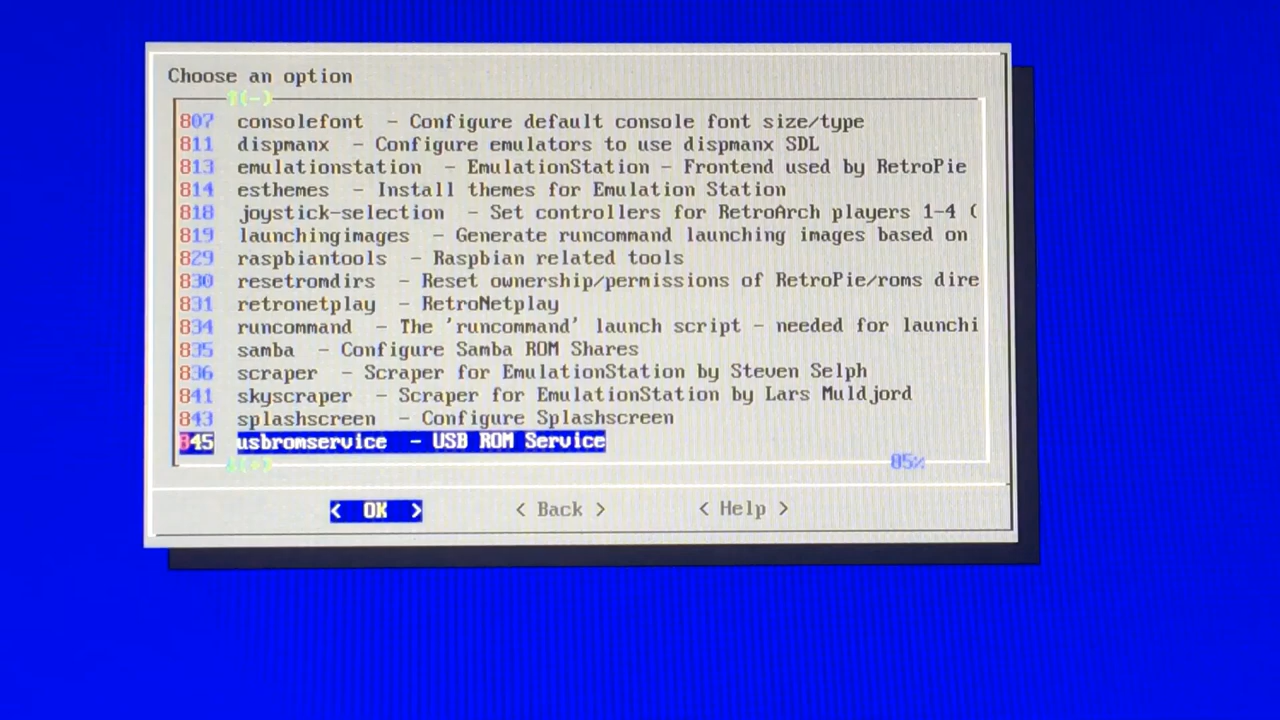 Choose an option
↑(-)
807 consolefont - Configure default console font size/type
811 dispmanx - Configure emulators to use dispmanx SDL
813 emulationstation - EmulationStation - Frontend used by RetroPie
814 esthemes - Install themes for Emulation Station
818 joystick-selection - Set controllers for RetroArch players 1-4 (
819 launchingimages - Generate runcommand launching images based on
829 raspbiantools - Raspbian related tools
830 resetromdirs - Reset ownership/permissions of RetroPie/roms dire
831 retronetplay - RetroNetplay
834 runcommand - The 'runcommand' launch script - needed for launchi
835 samba - Configure Samba ROM Shares
836 scraper - Scraper for EmulationStation by Steven Selph
841 skyscraper - Scraper for EmulationStation by Lars Muldjord
843 splashscreen - Configure Splashscreen
845 usbromservice - USB ROM Service
↓(+) 85%
< OK > < Back > < Help >